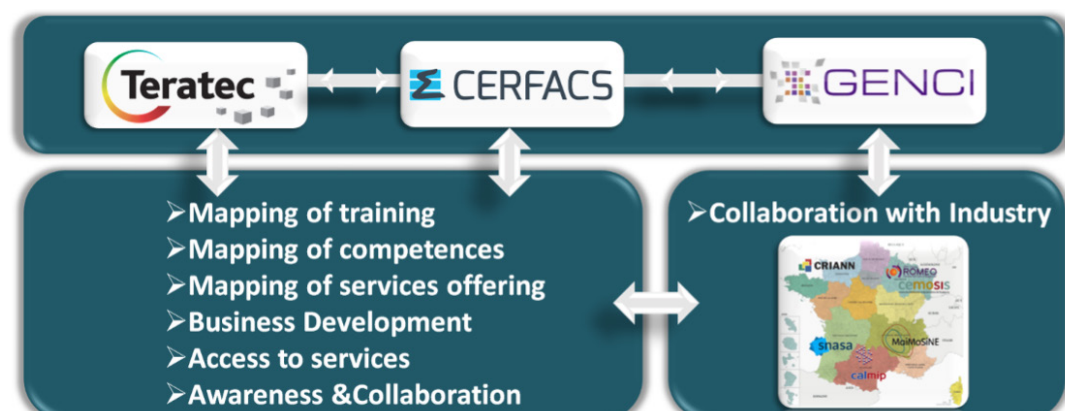 Teratec
CERFACS
GENCI
➢Mapping of training
➢Mapping of competences
➢Mapping of services offering
➢Business Development
➢Access to services
➢Awareness &Collaboration
➢Collaboration with Industry
CRIANN
ROMEO
cemosis
snasa
MaiMoSiNE
calmip